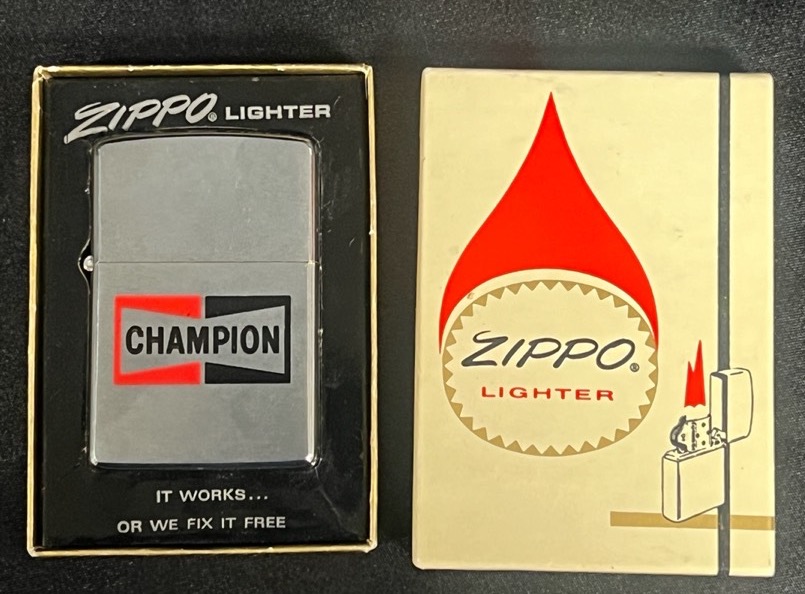 ZIPPO® LIGHTER
CHAMPION
IT WORKS...
OR WE FIX IT FREE
ZIPPO®
LIGHTER